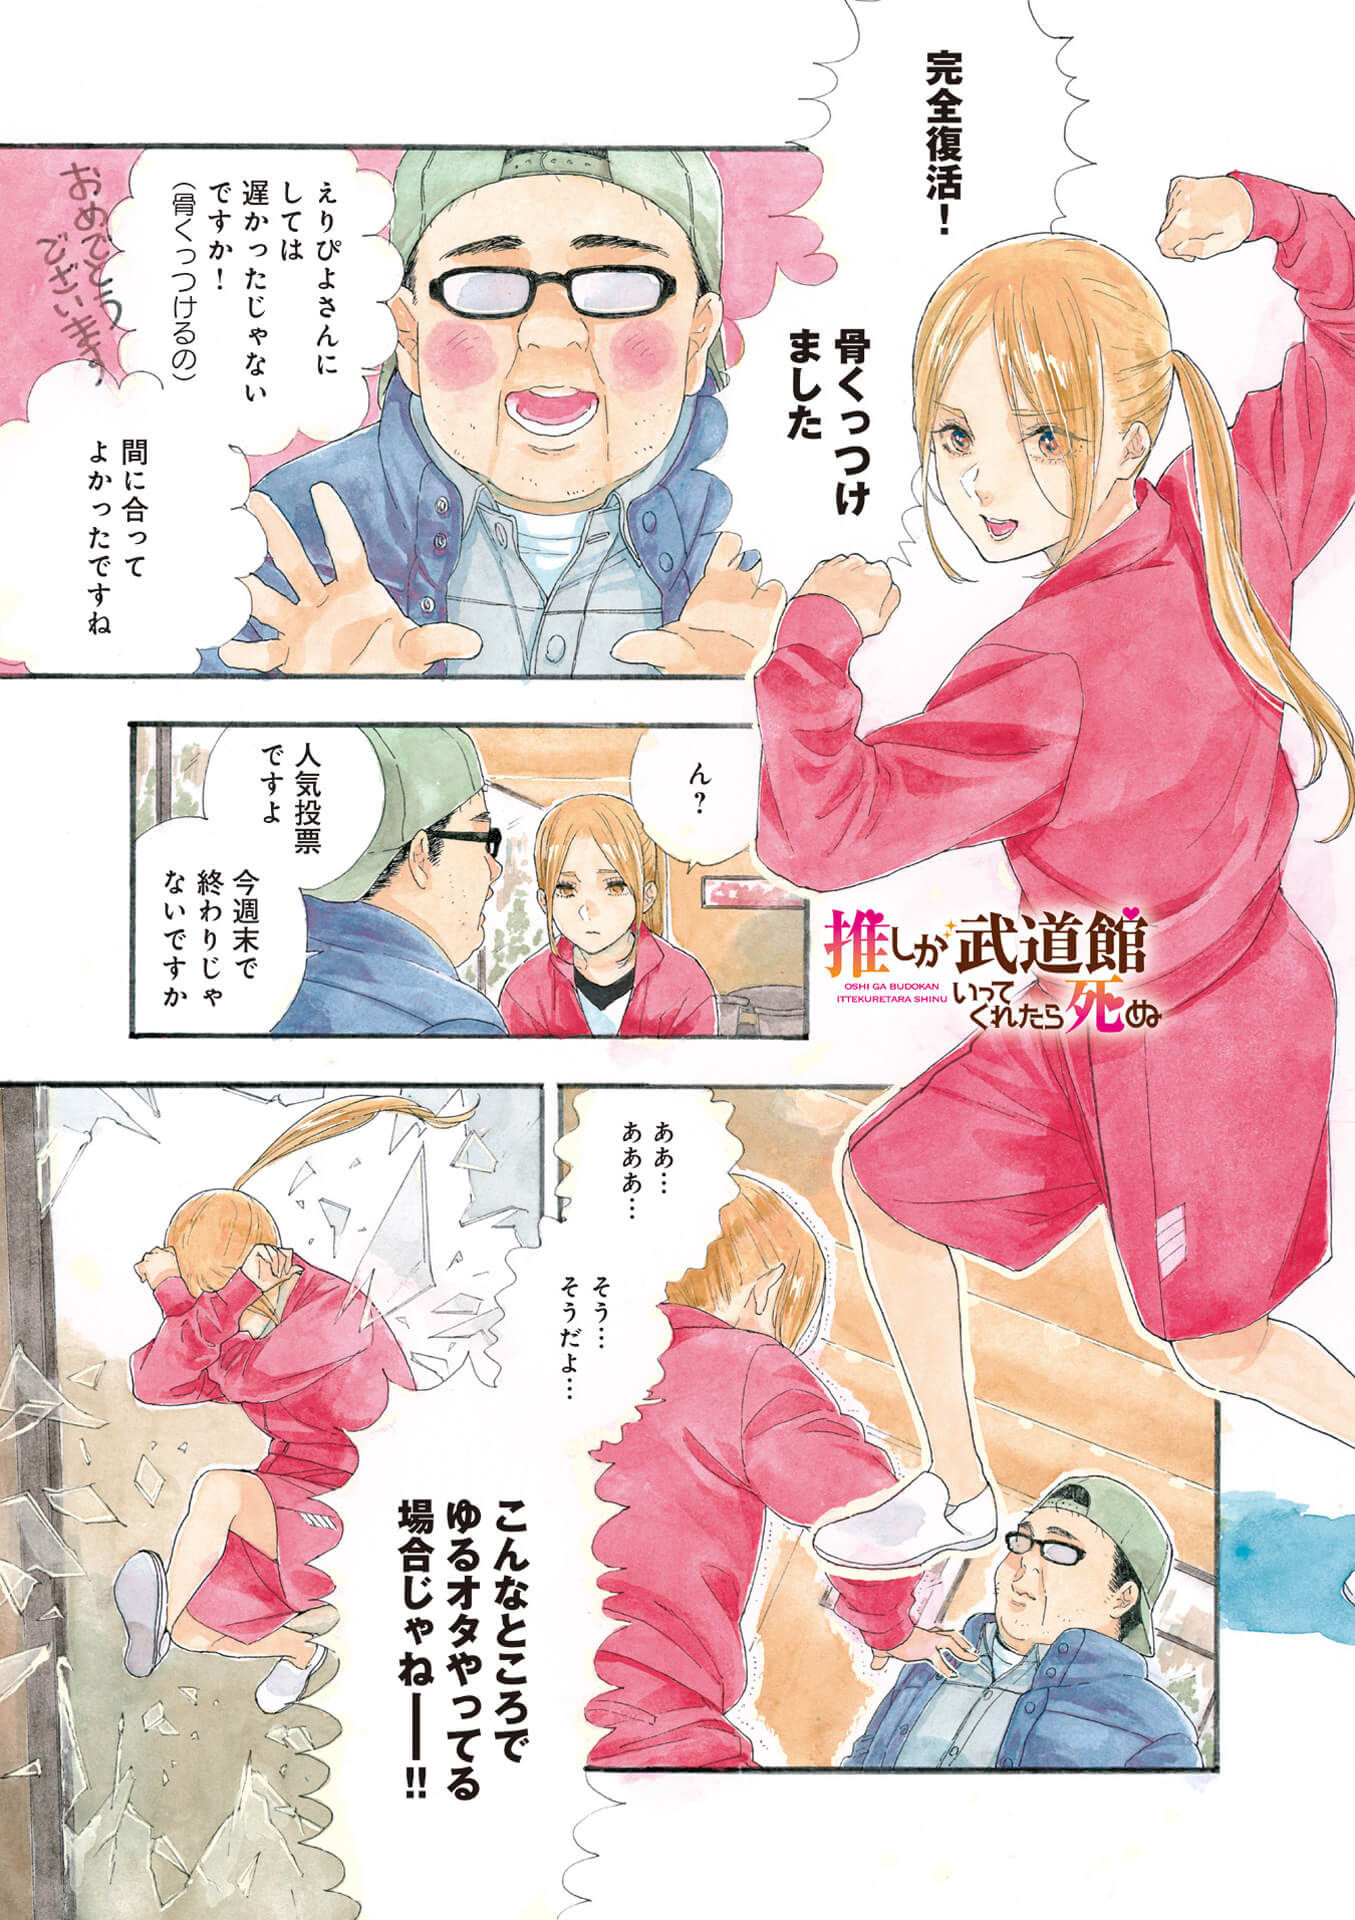 完全復活！
骨くっつけ
ました
えりぴよさんに
しては
遅かったじゃない
ですか！
（骨くっつけるの）
おめでとう
ございます
間に合って
よかったですね
ん？
人気投票
ですよ
今週末で
終わりじゃ
ないですか
推しが武道館
いって
くれたら死ぬ
OSHI GA BUDOKAN
ITTEKURETARA SHINU
ああ…
あああ…
そう…
そうだよ…
こんなところで
ゆるオタやってる
場合じゃね――!!